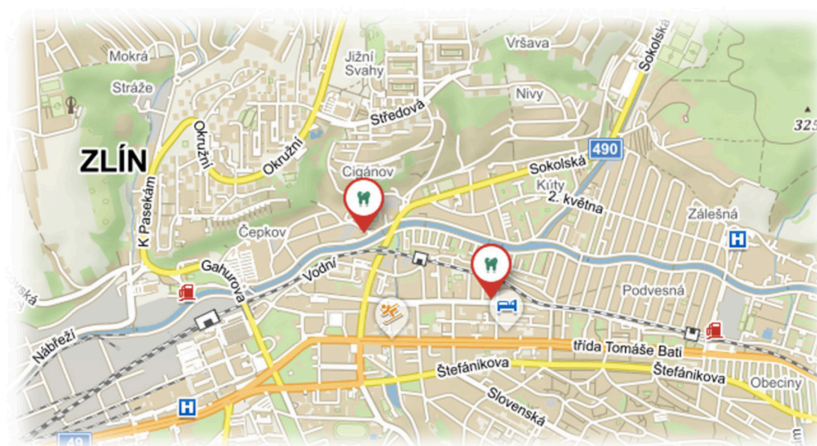 Mokrá
Stráže
Jižní
Svahy
Vršava
Sokolská
Nivy
Středová
Okružní
Okružní
325
ZLÍN
490
Cigánov
Sokolská
Kúty
2. května
K Pasekám
Zálešná
H
Čepkov
Gahurova
Vodní
Podvesná
Nábřeží
třída Tomáše Bati
Štefánikova
Štefánikova
Obeciny
Slovenská
H
49